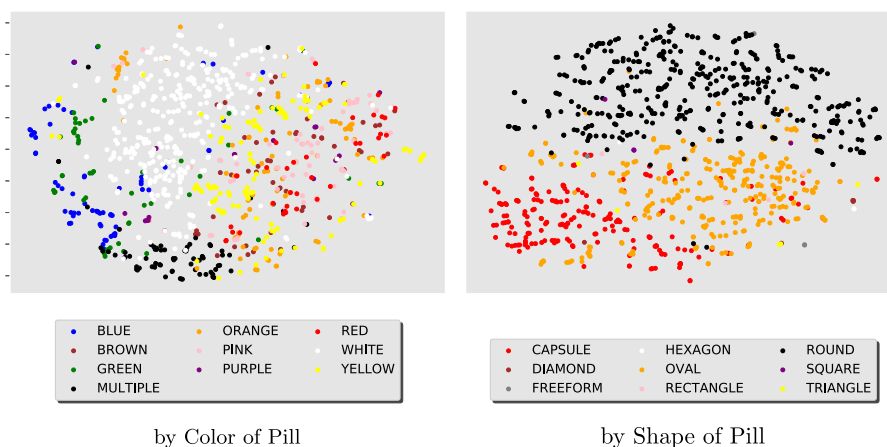 BLUE ORANGE RED
BROWN PINK WHITE
GREEN PURPLE YELLOW
MULTIPLE
by Color of Pill
CAPSULE HEXAGON ROUND
DIAMOND OVAL SQUARE
FREEFORM RECTANGLE TRIANGLE
by Shape of Pill